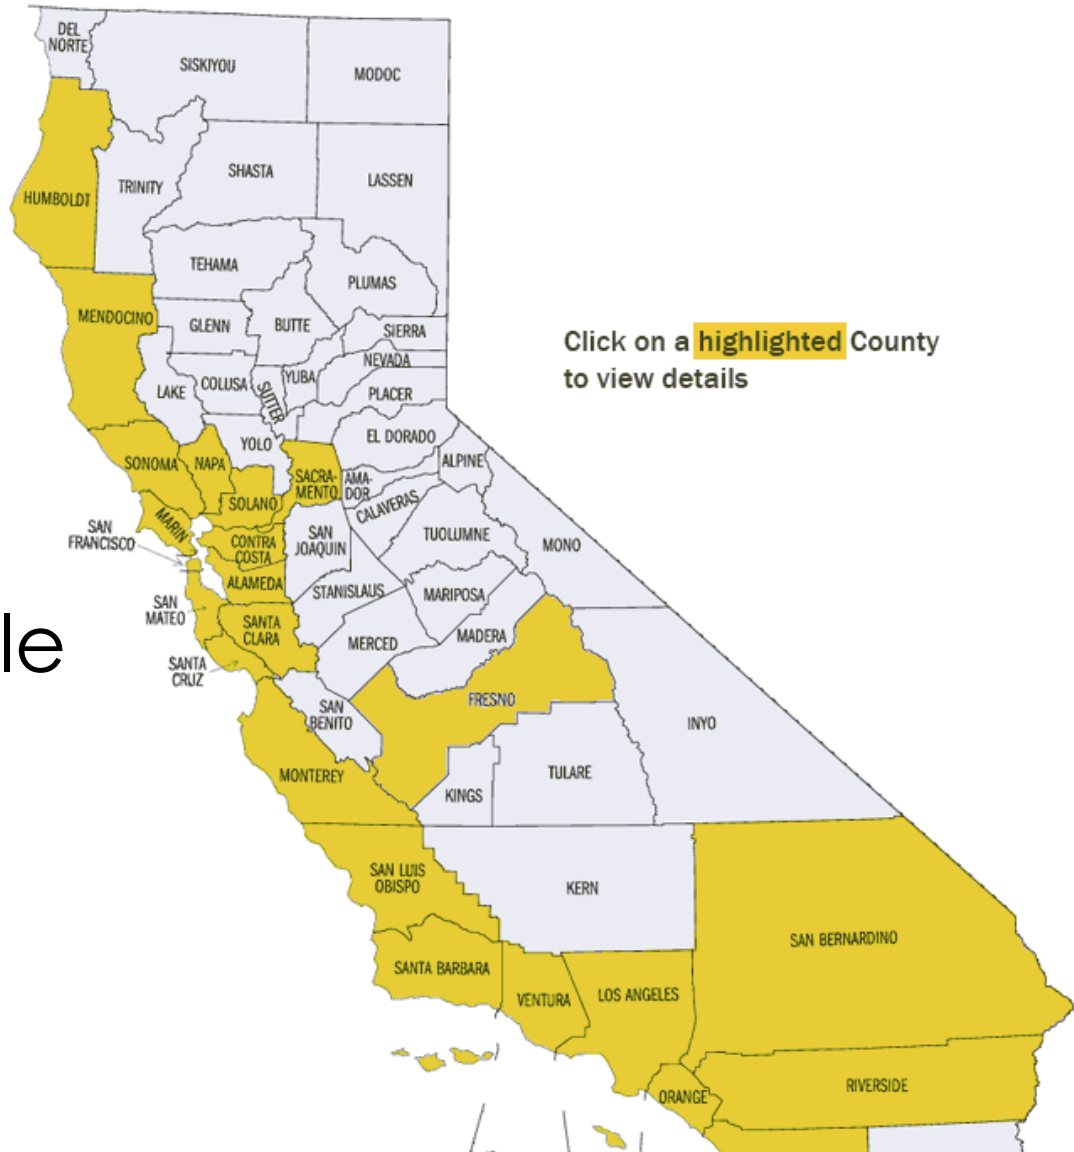 DEL
NORTE
SISKIYOU
MODOC
HUMBOLDT
TRINITY
SHASTA
LASSEN
TEHAMA
PLUMAS
MENDOCINO
GLENN
BUTTE
SIERRA
Click on a highlighted County
to view details
NEVADA
LAKE
COLUSA
SUTTER
YUBA
PLACER
SONOMA
NAPA
YOLO
EL DORADO
ALPINE
SACRA-
MENTO
AMA-
DOR
SOLANO
CALAVERAS
MARIN
SAN
FRANCISCO
CONTRA
COSTA
SAN
JOAQUIN
TUOLUMNE
MONO
ALAMEDA
STANISLAUS
MARIPOSA
SAN
MATEO
SANTA
CLARA
MERCED
MADERA
le
SANTA
CRUZ
SAN
BENITO
FRESNO
INYO
MONTEREY
KINGS
TULARE
SAN LUIS
OBISPO
KERN
SAN BERNARDINO
SANTA BARBARA
VENTURA
LOS ANGELES
ORANGE
RIVERSIDE